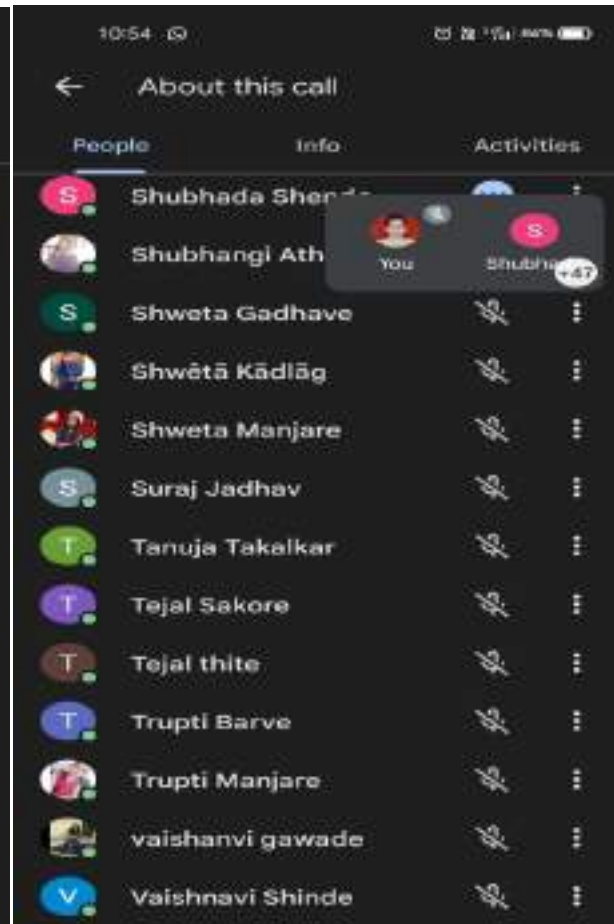 10:54
← About this call
People Info Activities
S Shubhada
Shubhangi Ath
You
S
Shubha
+47
S Shweta Gadhave
Shwêtā Kādlāg
Shweta Manjare
S Suraj Jadhav
T Tanuja Takalkar
T Tejal Sakore
T Tejal thite
T Trupti Barve
Trupti Manjare
vaishanvi gawade
V Vaishnavi Shinde